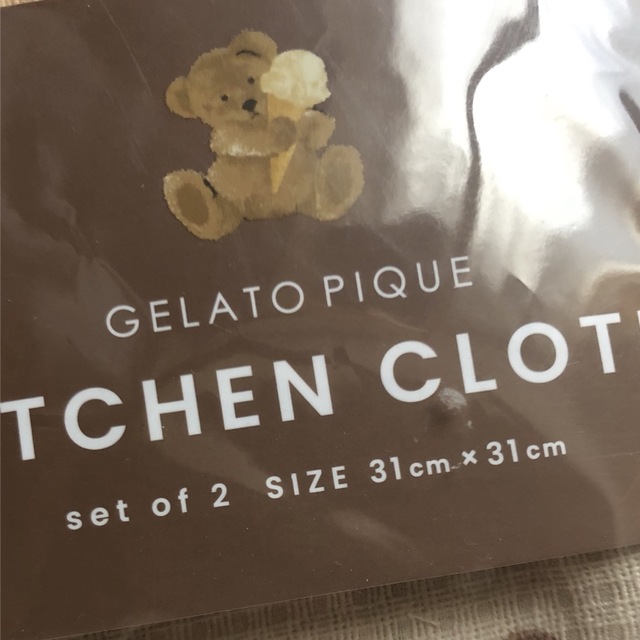 GELATO PIQUE
TCHEN CLOT
set of 2 SIZE 31cm×31cm